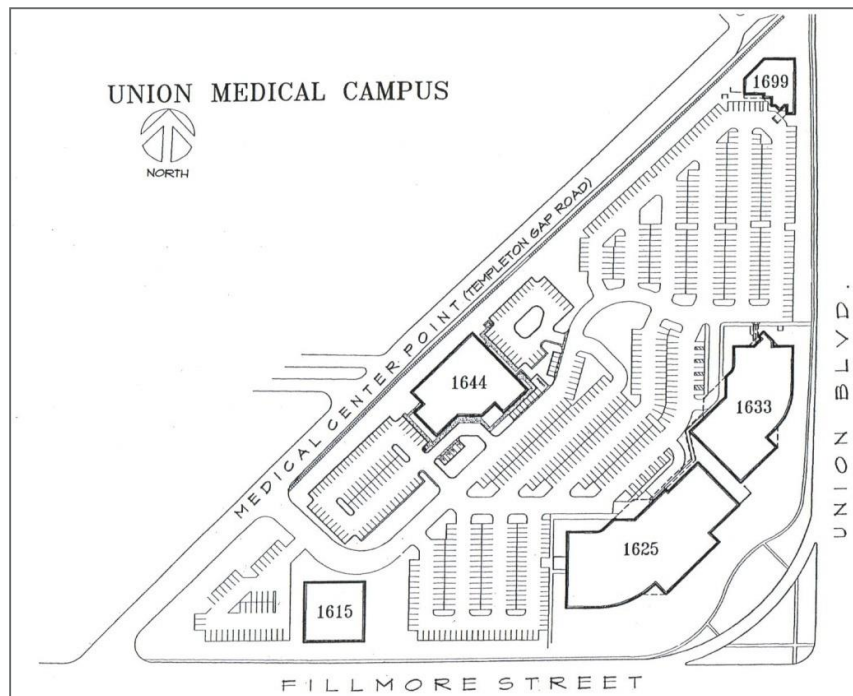 UNION MEDICAL CAMPUS
NORTH
1699
MEDICAL CENTER POINT (TEMPLETON GAP ROAD)
1644
1633
UNION BLVD.
1625
1615
FILLMORE STREET